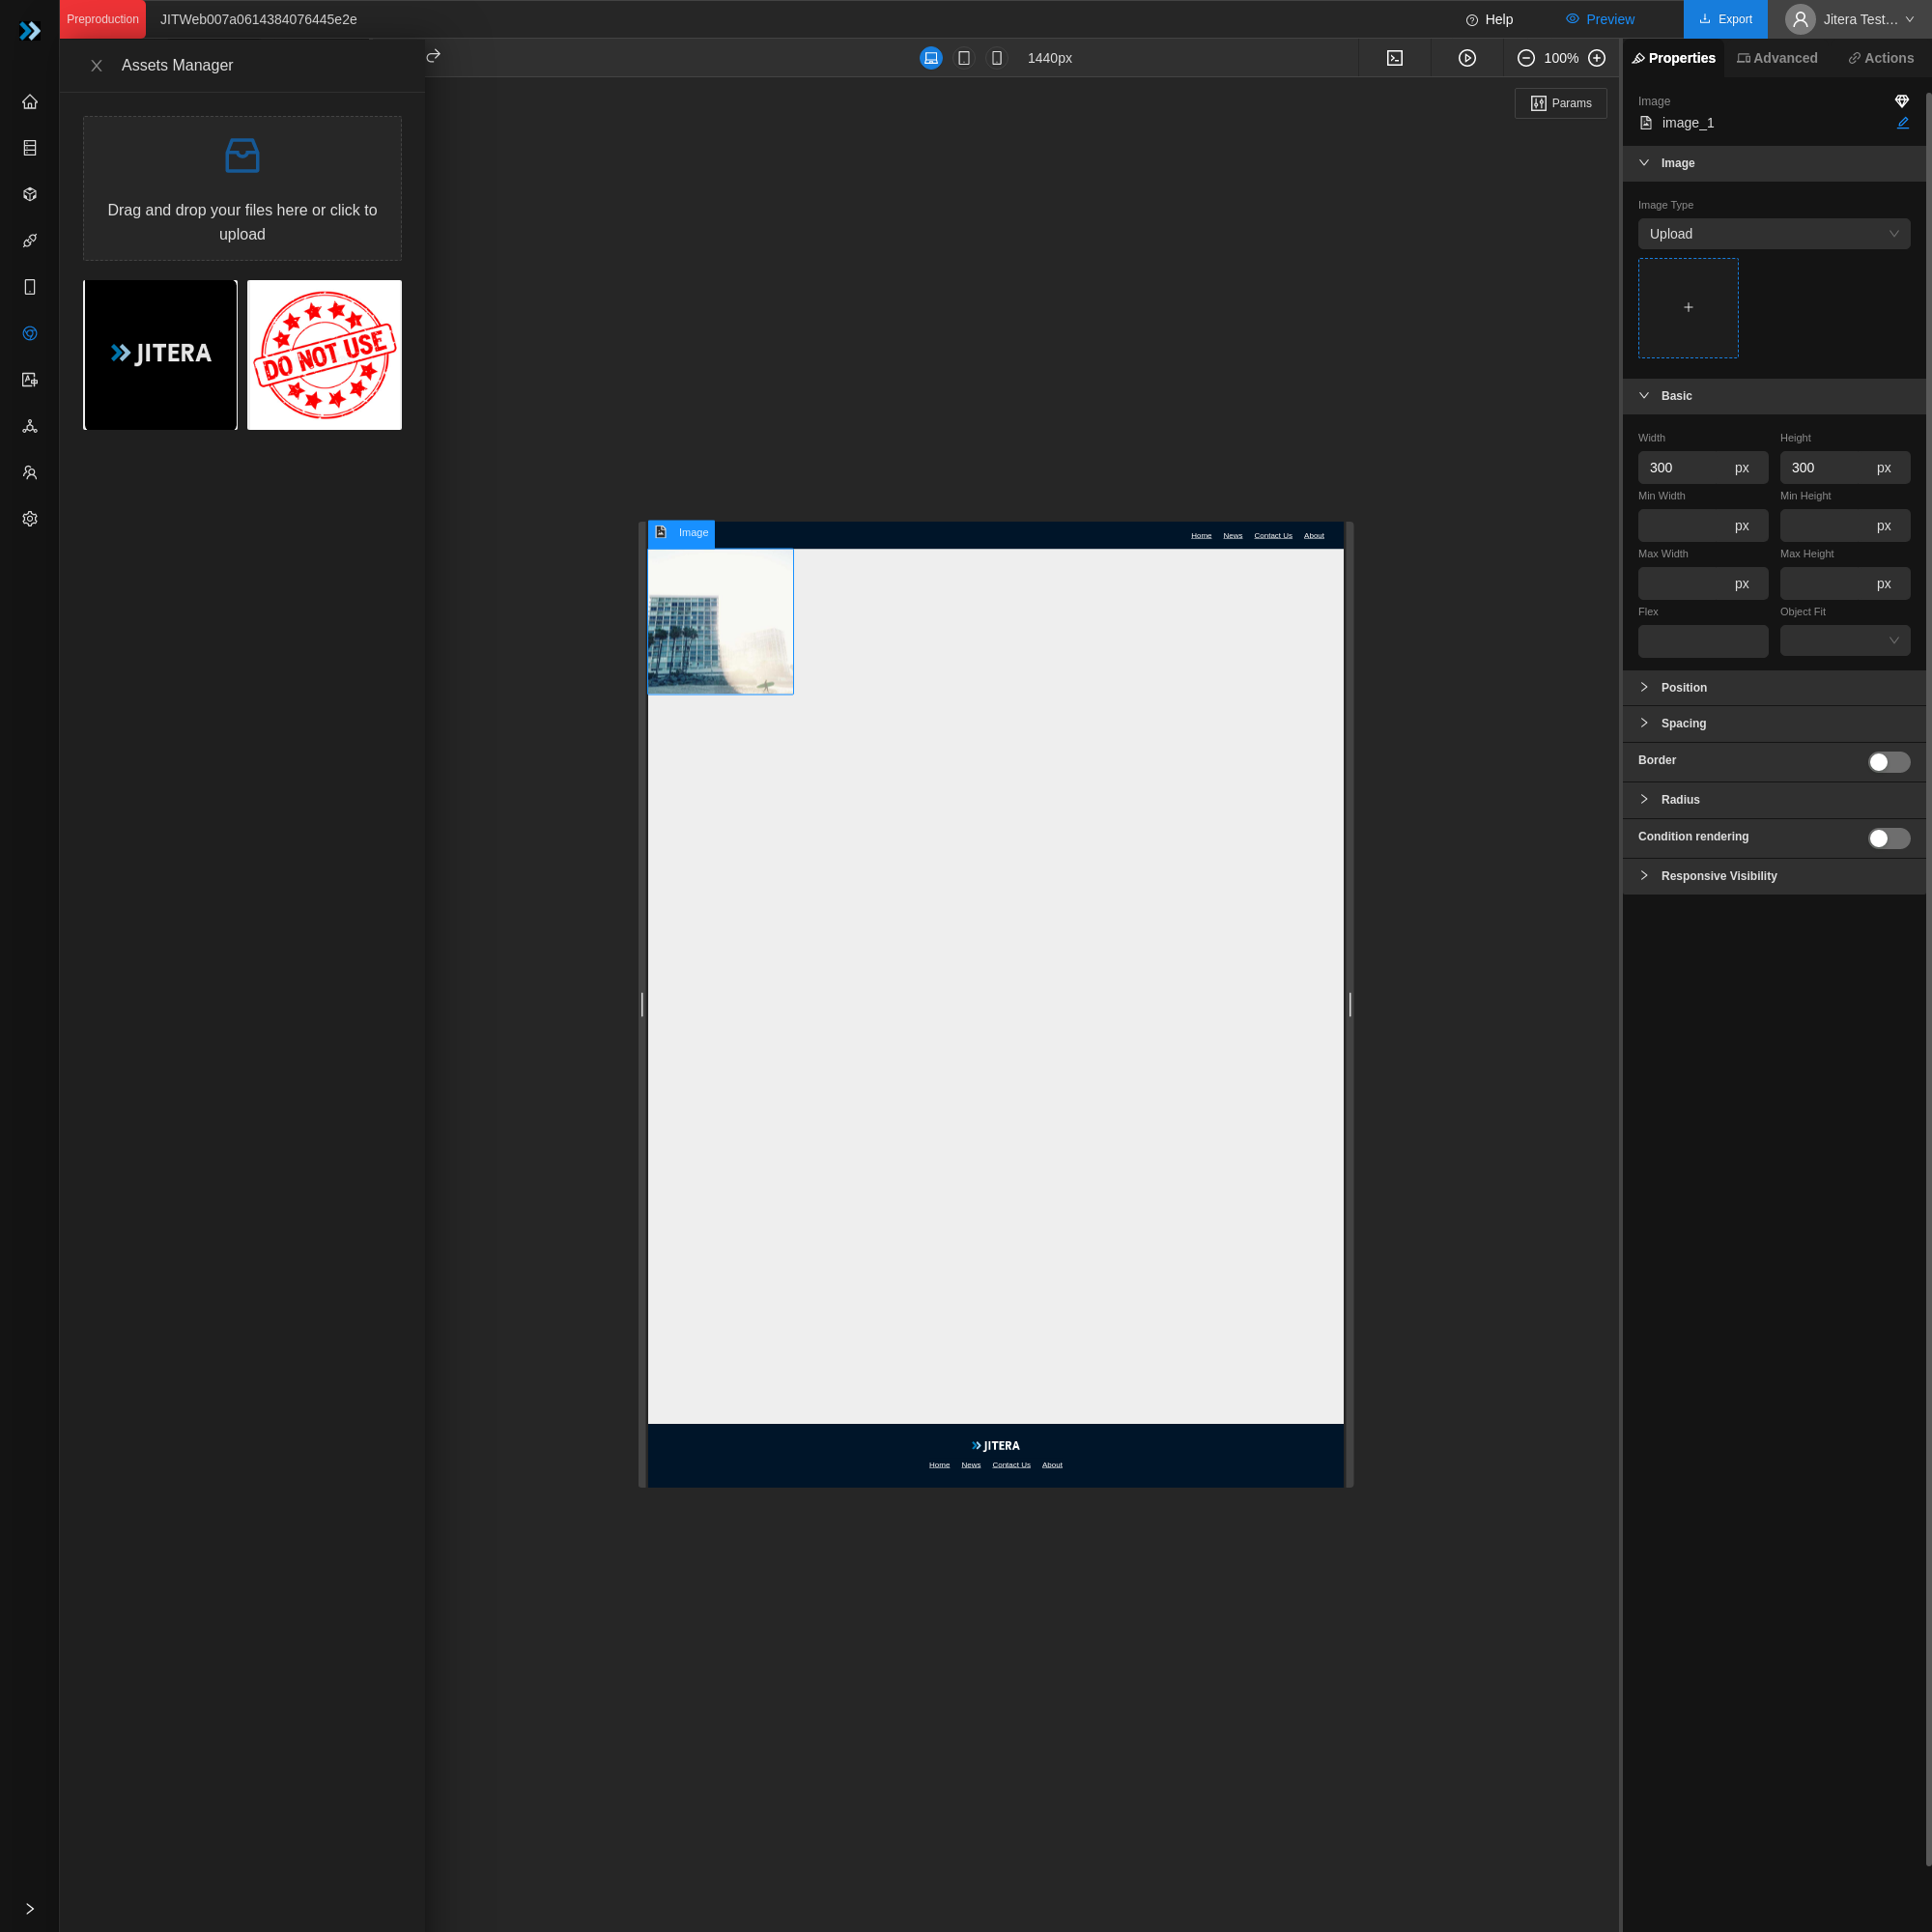 Preproduction
JITWeb007a0614384076445e2e
Help
Preview
Export
Jitera Test...
Assets Manager
1440px
100%
Properties
Advanced
Actions
Params
Drag and drop your files here or click to
upload
JITERA
DO NOT USE
Image
Home
News
Contact Us
About
JITERA
Home
News
Contact Us
About
Image
image_1
Image
Image Type
Upload
Basic
Width
Height
300 px
300 px
Min Width
Min Height
px
px
Max Width
Max Height
px
px
Flex
Object Fit
Position
Spacing
Border
Radius
Condition rendering
Responsive Visibility